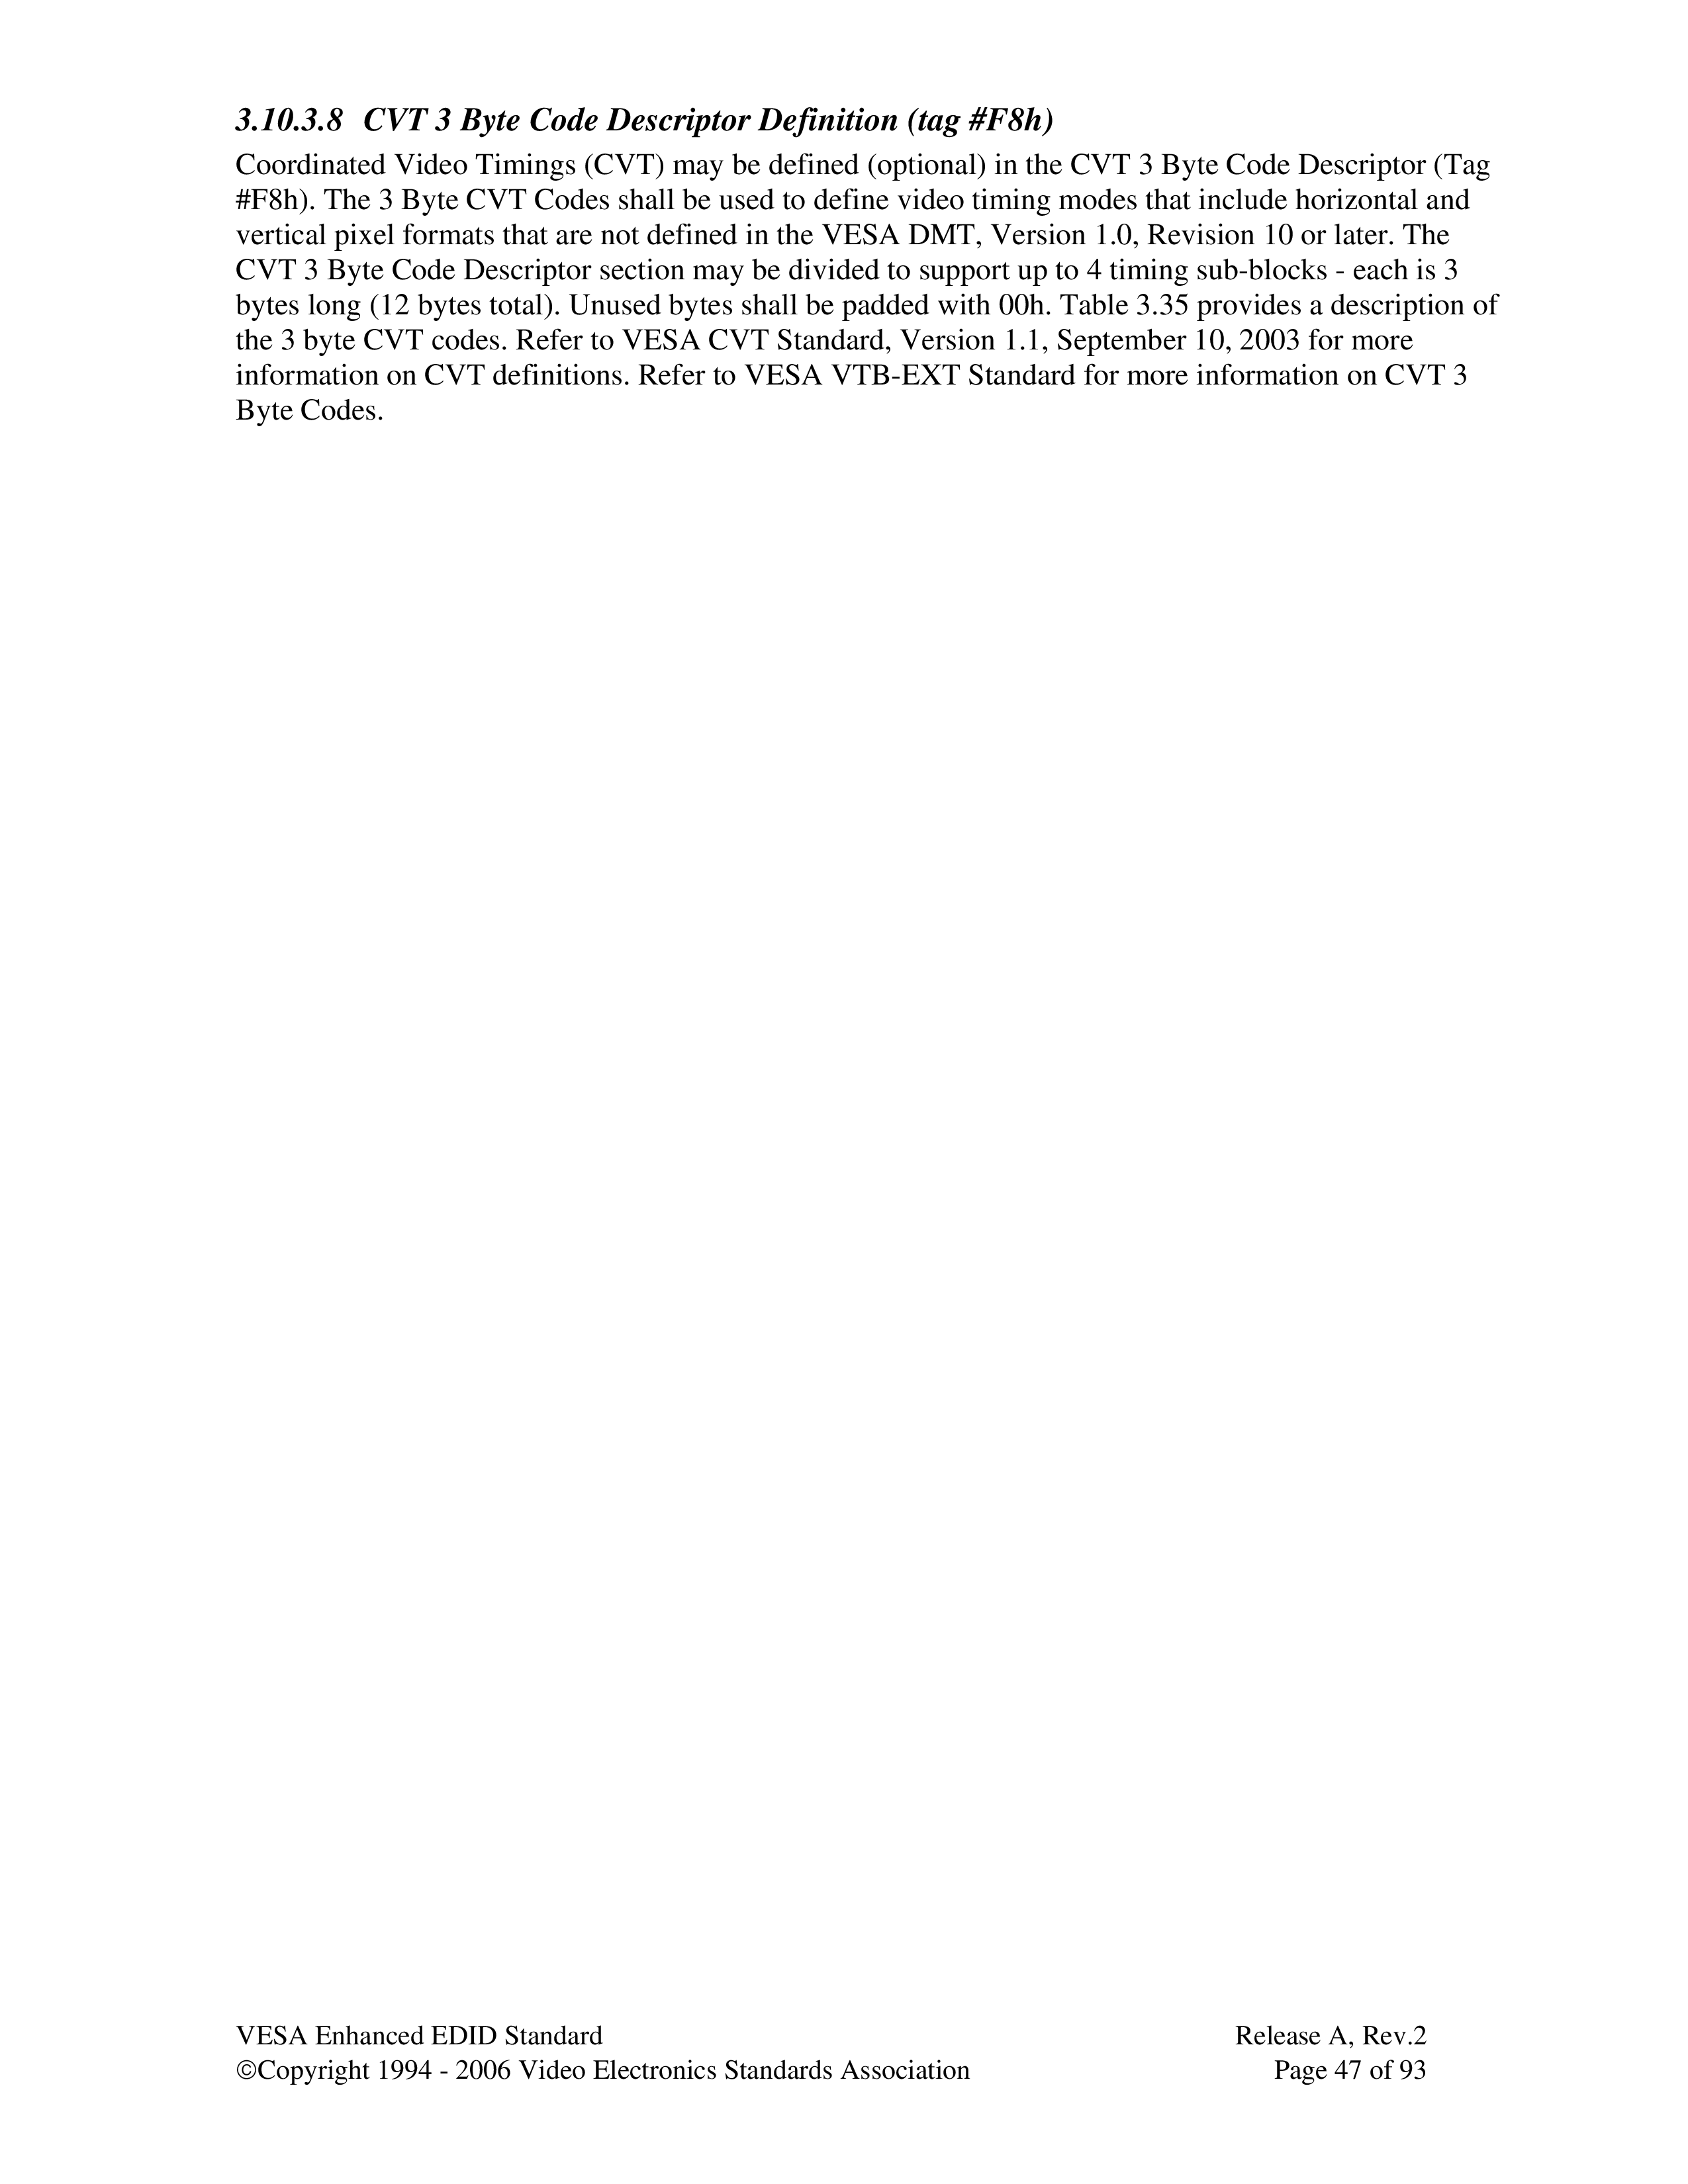 3.10.3.8 CVT 3 Byte Code Descriptor Definition (tag #F8h)
Coordinated Video Timings (CVT) may be defined (optional) in the CVT 3 Byte Code Descriptor (Tag
#F8h). The 3 Byte CVT Codes shall be used to define video timing modes that include horizontal and
vertical pixel formats that are not defined in the VESA DMT, Version 1.0, Revision 10 or later. The
CVT 3 Byte Code Descriptor section may be divided to support up to 4 timing sub-blocks - each is 3
bytes long (12 bytes total). Unused bytes shall be padded with 00h. Table 3.35 provides a description of
the 3 byte CVT codes. Refer to VESA CVT Standard, Version 1.1, September 10, 2003 for more
information on CVT definitions. Refer to VESA VTB-EXT Standard for more information on CVT 3
Byte Codes.
VESA Enhanced EDID Standard Release A, Rev.2
©Copyright 1994 - 2006 Video Electronics Standards Association Page 47 of 93